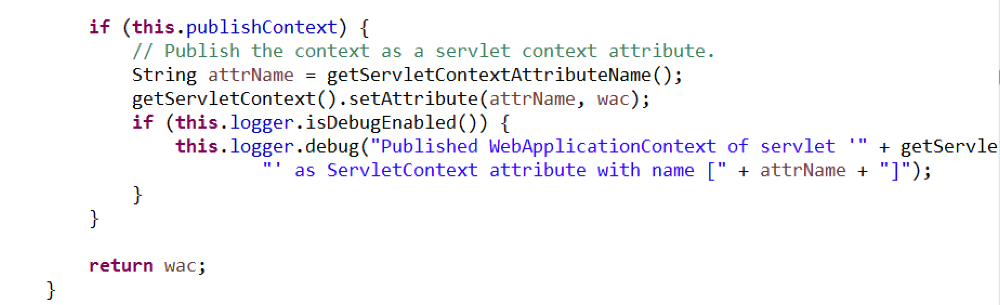 if (this.publishContext) {
// Publish the context as a servlet context attribute.
String attrName = getServletContextAttributeName();
getServletContext().setAttribute(attrName, wac);
if (this.logger.isDebugEnabled()) {
this.logger.debug("Published WebApplicationContext of servlet '" + getServle
"' as ServletContext attribute with name [" + attrName + "]");
}
}
return wac;
}